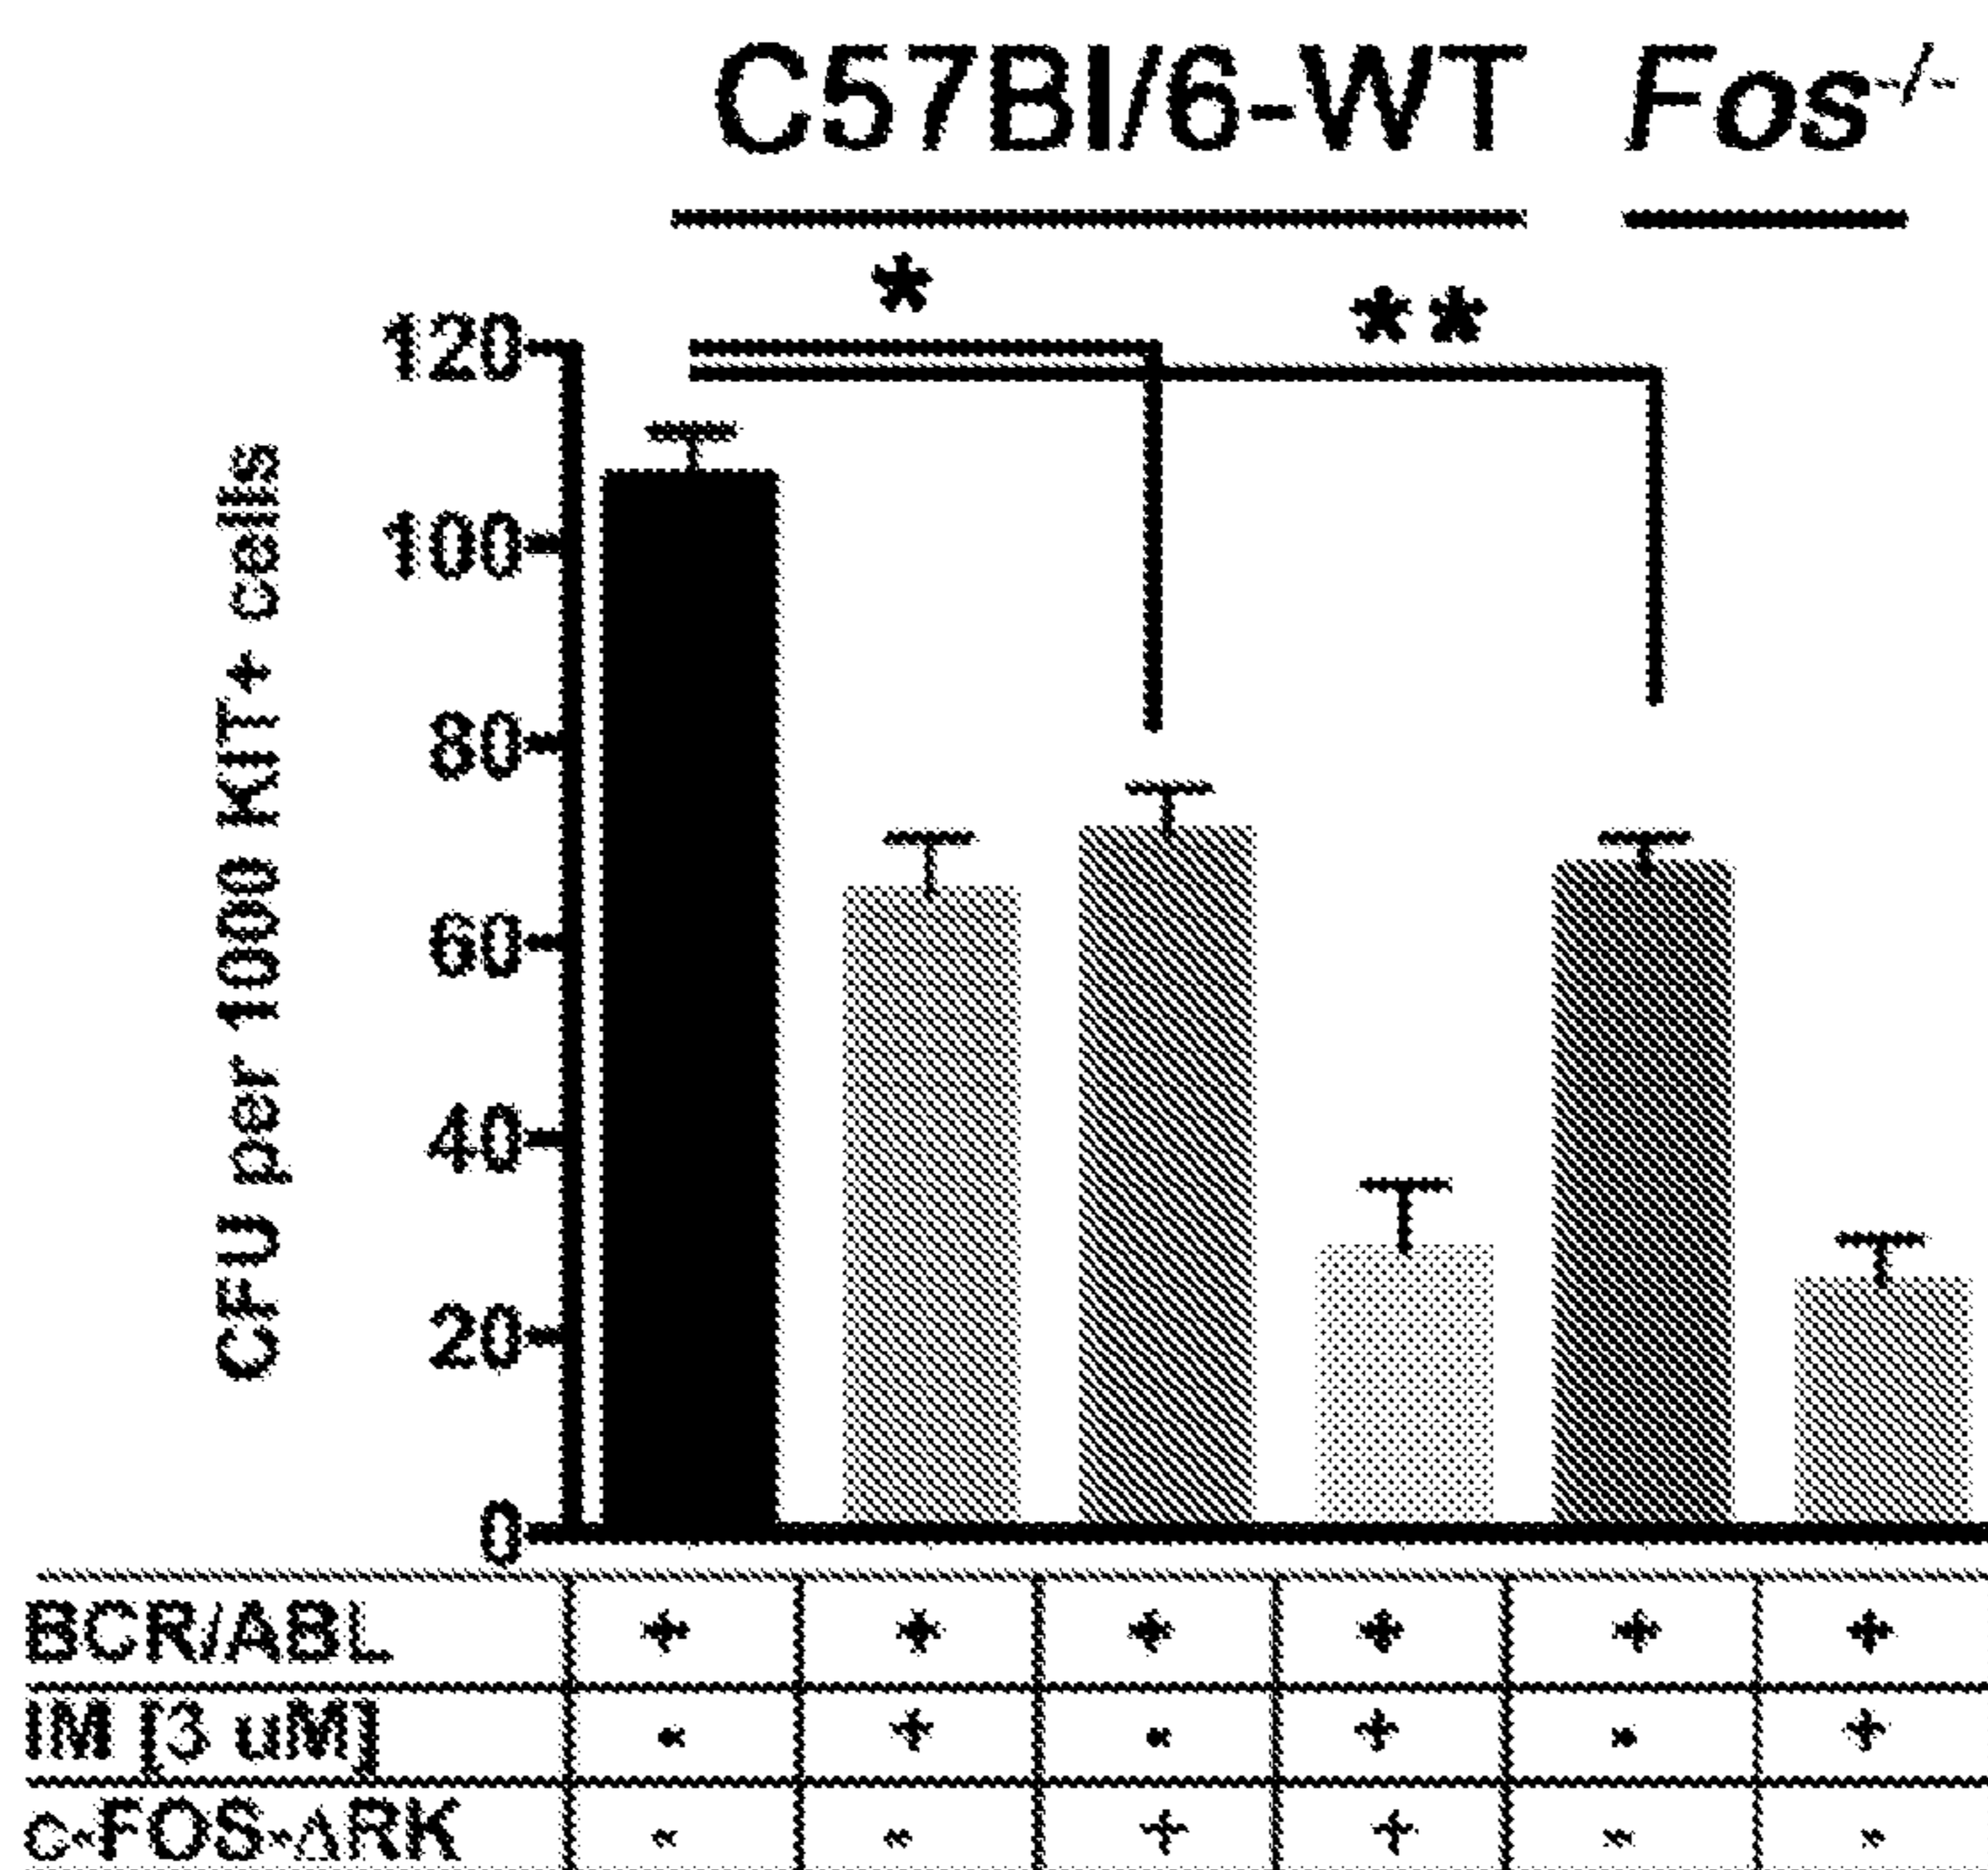 C57Bl/6-WT Fos-/-
* **
120
100
80
60
40
20
0
CFU per 1000 KIT+ cells
BCR/ABL + + + + + +
IM [3 uM] - + - + - +
c-FOS-ΔRK - - + + - -